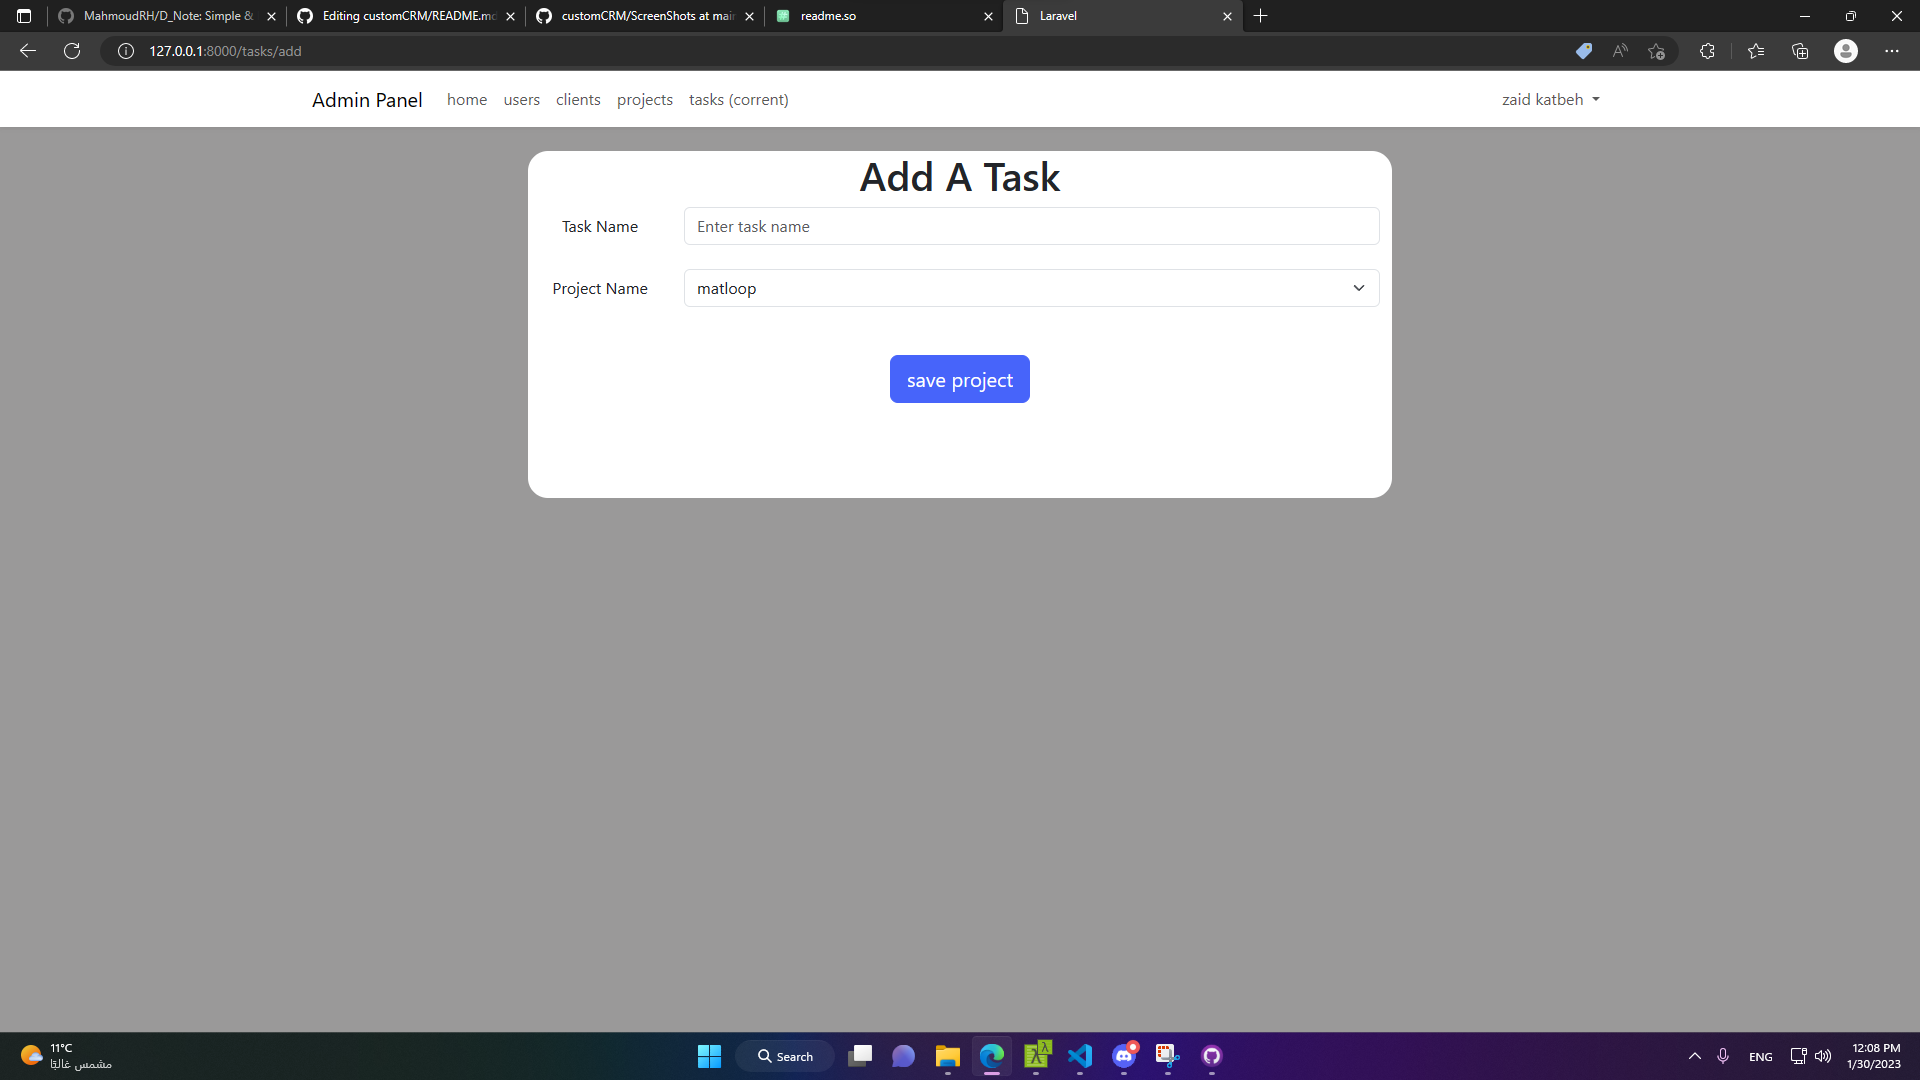 MahmoudRH/D_Note: Simple &
Editing customCRM/README.md
customCRM/ScreenShots at main
readme.so
Laravel
127.0.0.1:8000/tasks/add
Admin Panel
home
users
clients
projects
tasks (corrent)
zaid katbeh
Add A Task
Task Name
Enter task name
Project Name
matloop
save project
11°C
مشمس غالبًا
Search
ENG
12:08 PM
1/30/2023